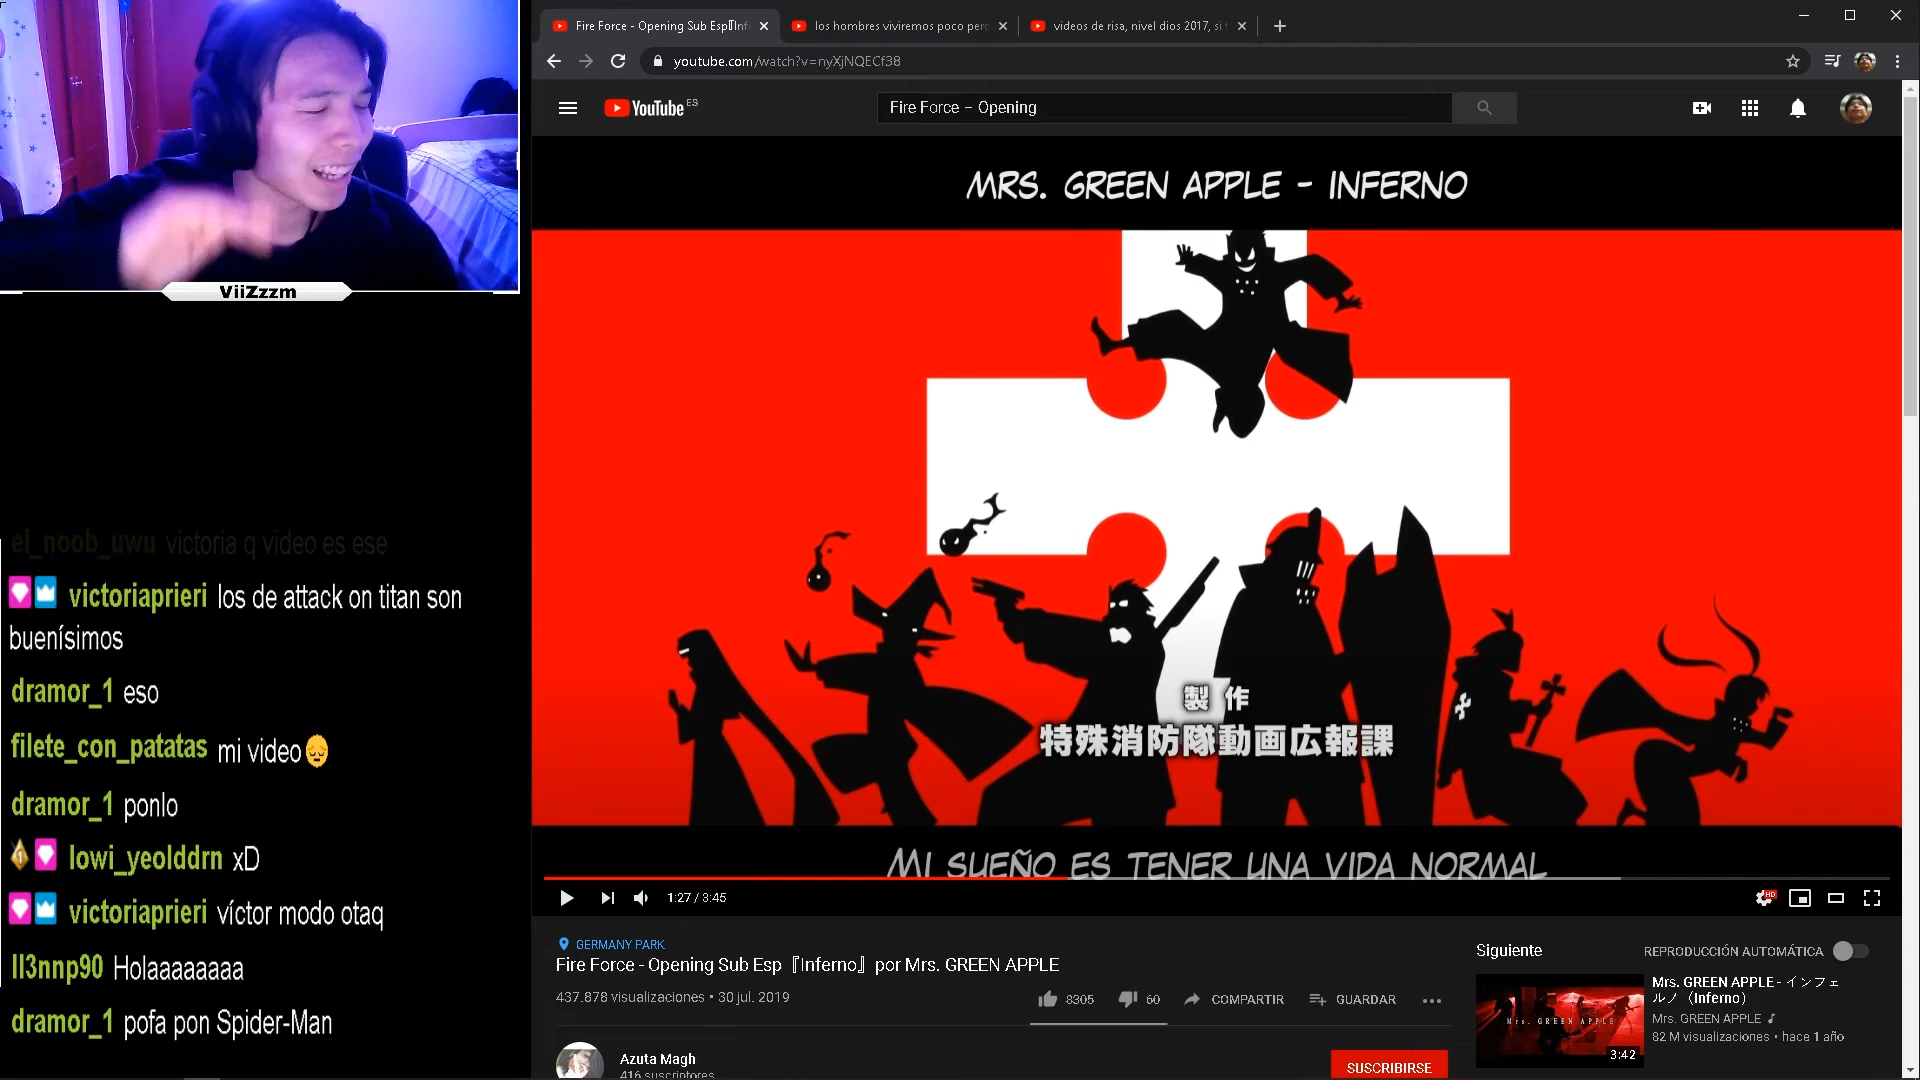 ViiZzzm
el_noob_uwu victoria q video es ese
victoriaprieri los de attack on titan son
buenísimos
dramor_1 eso
filete_con_patatas mi video😔
dramor_1 ponlo
lowi_yeolddrn xD
victoriaprieri víctor modo otaq
ll3nnp90 Holaaaaaaaa
dramor_1 pofa pon Spider-Man
Fire Force - Opening Sub Esp『Inf
los hombres viviremos poco pero
videos de risa, nivel dios 2017, si
youtube.com/watch?v=nyXjNQECf38
YouTube ES
Fire Force – Opening
MRS. GREEN APPLE - INFERNO
製作
特殊消防隊動画広報課
MI SUEÑO ES TENER UNA VIDA NORMAL
1:27 / 3:45
HD
GERMANY PARK
Fire Force - Opening Sub Esp『Inferno』por Mrs. GREEN APPLE
437.878 visualizaciones • 30 jul. 2019
8305
60
COMPARTIR
GUARDAR
Azuta Magh
416 suscriptores
SUSCRIBIRSE
Siguiente
REPRODUCCIÓN AUTOMÁTICA
Mrs. GREEN APPLE
3:42
Mrs. GREEN APPLE - インフェ
ルノ（Inferno）
Mrs. GREEN APPLE
82 M visualizaciones • hace 1 año